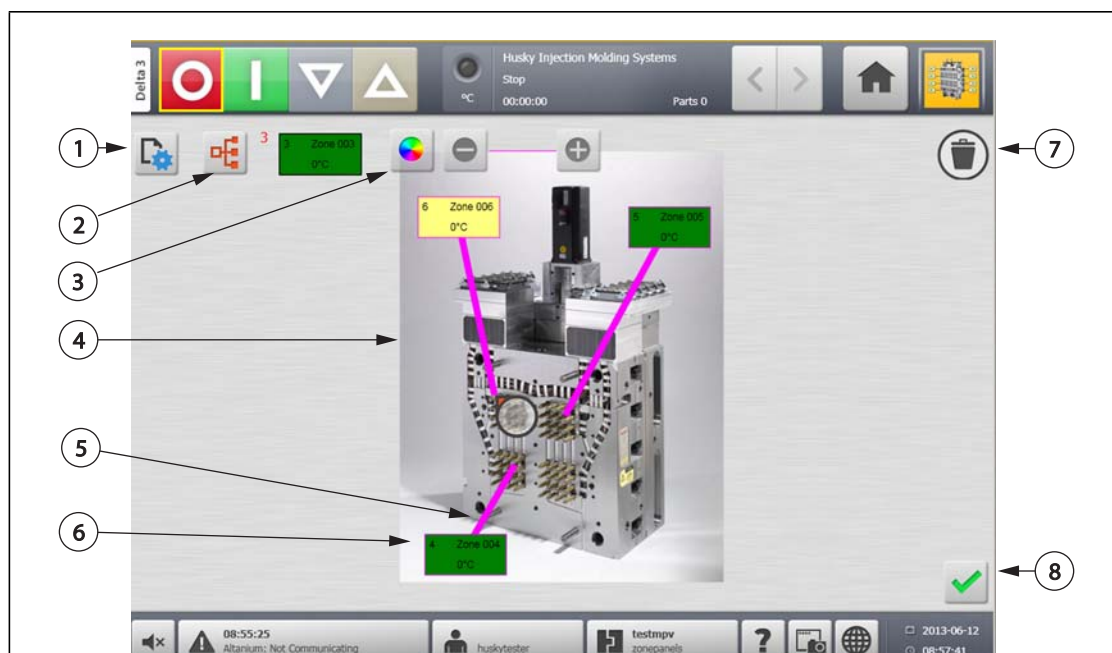 Delta 3
°C
Husky Injection Molding Systems
Stop
00:00:00 Parts 0
1
2
3
4
5
6
7
8
3
3 Zone 003
0°C
6 Zone 006
0°C
5 Zone 005
0°C
4 Zone 004
0°C
08:55:25
Altanium: Not Communicating
huskytester
testmpv
zonepanels
?
2013-06-12
08:57:41